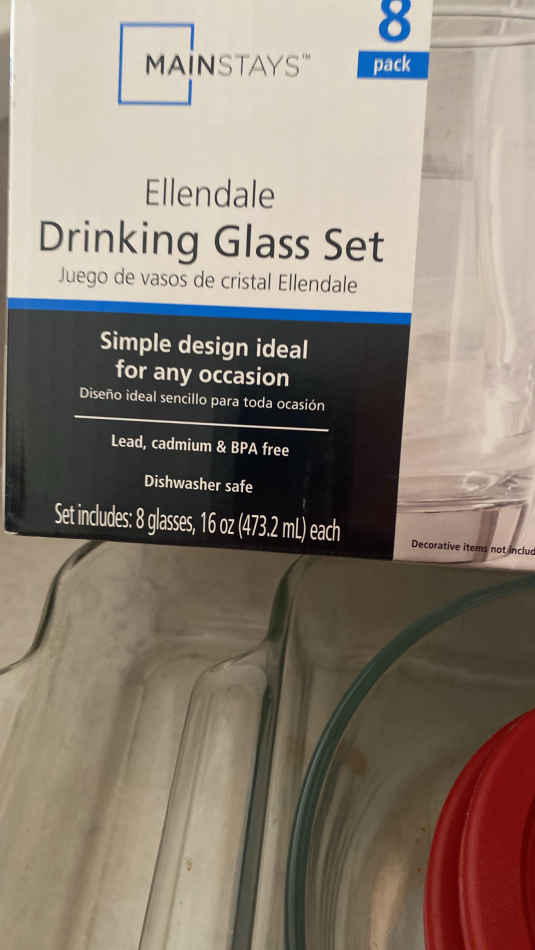 8
pack
MAINSTAYS™
Ellendale
Drinking Glass Set
Juego de vasos de cristal Ellendale
Simple design ideal
for any occasion
Diseño ideal sencillo para toda ocasión
Lead, cadmium & BPA free
Dishwasher safe
Set includes: 8 glasses, 16 oz (473.2 mL) each
Decorative items not includ